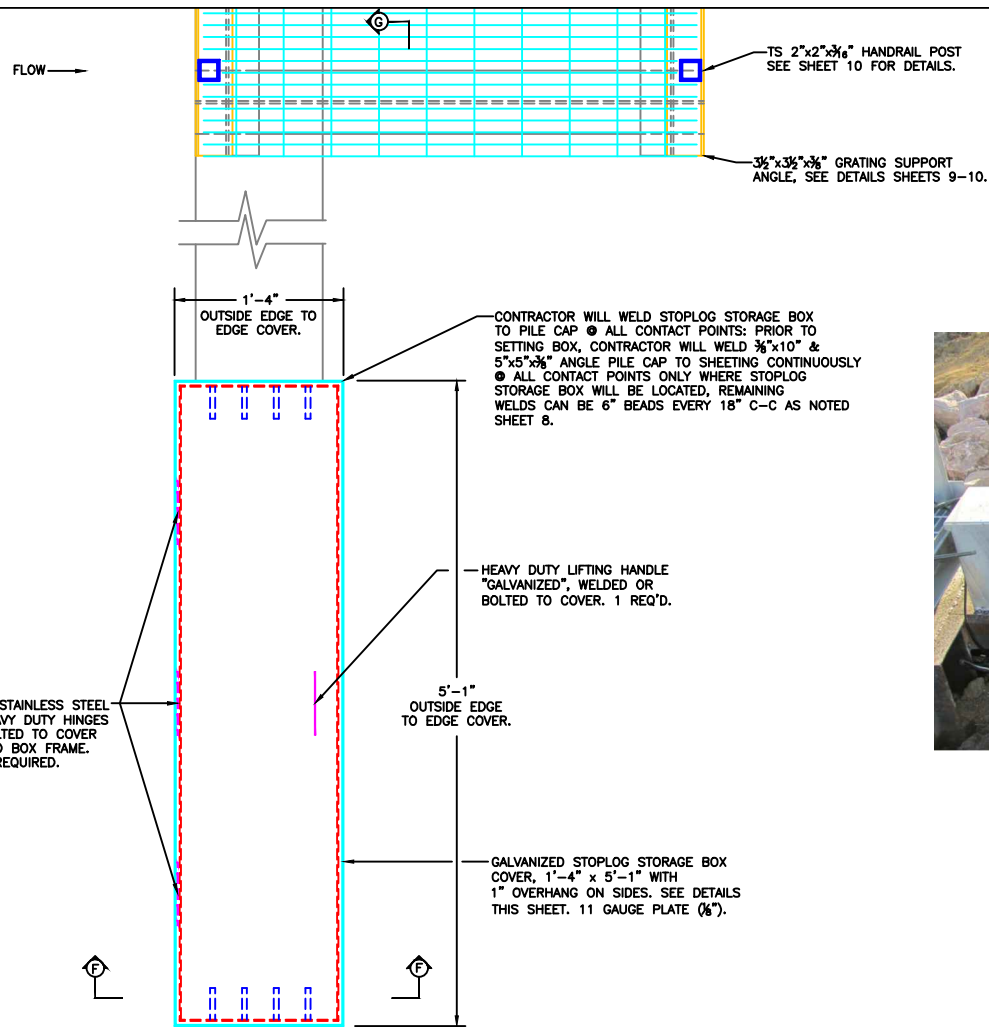 G
FLOW
TS 2"x2"x3/16" HANDRAIL POST
SEE SHEET 10 FOR DETAILS.
3½"x3½"x⅜" GRATING SUPPORT
ANGLE, SEE DETAILS SHEETS 9-10.
1'-4"
OUTSIDE EDGE TO
EDGE COVER.
CONTRACTOR WILL WELD STOPLOG STORAGE BOX
TO PILE CAP @ ALL CONTACT POINTS: PRIOR TO
SETTING BOX, CONTRACTOR WILL WELD ⅜"x10" &
5"x5"x⅜" ANGLE PILE CAP TO SHEETING CONTINUOUSLY
@ ALL CONTACT POINTS ONLY WHERE STOPLOG
STORAGE BOX WILL BE LOCATED, REMAINING
WELDS CAN BE 6" BEADS EVERY 18" C-C AS NOTED
SHEET 8.
HEAVY DUTY LIFTING HANDLE
"GALVANIZED", WELDED OR
BOLTED TO COVER. 1 REQ'D.
5'-1"
OUTSIDE EDGE
TO EDGE COVER.
STAINLESS STEEL
AVY DUTY HINGES
LTED TO COVER
BOX FRAME.
REQUIRED.
GALVANIZED STOPLOG STORAGE BOX
COVER, 1'-4" x 5'-1" WITH
1" OVERHANG ON SIDES. SEE DETAILS
THIS SHEET. 11 GAUGE PLATE (⅛").
F
F